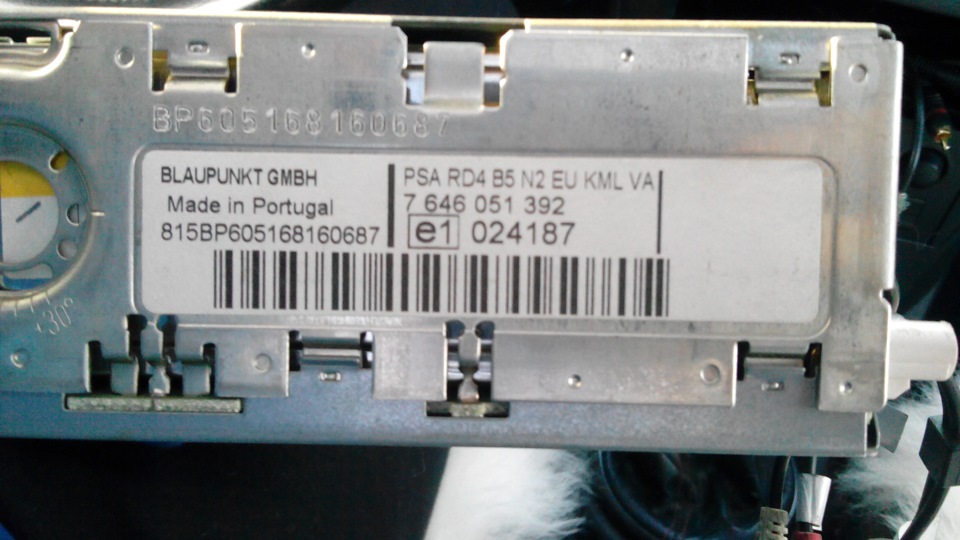 BP605168160687
BLAUPUNKT GMBH
Made in Portugal
815BP605168160687
PSA RD4 B5 N2 EU KML VA
7 646 051 392
e1 024187
30°